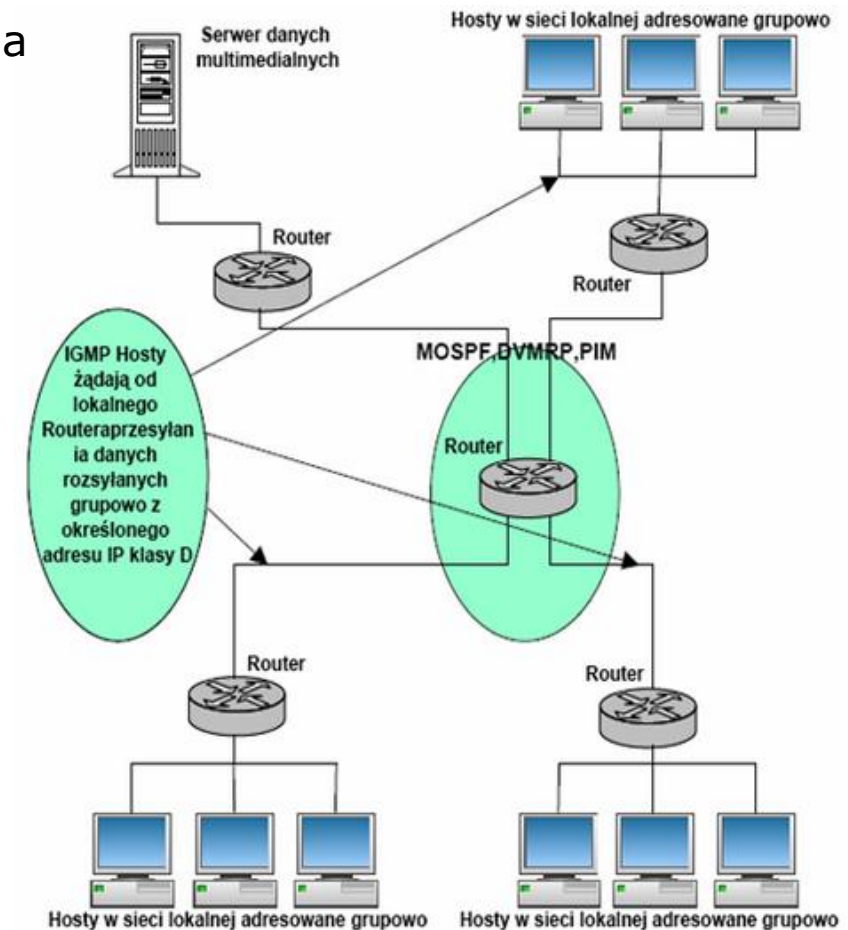 a
Serwer danych
multimedialnych
Hosty w sieci lokalnej adresowane grupowo
Router
Router
MOSPF,DVMRP,PIM
IGMP Hosty
żądają od
lokalnego
Routeraprzesyłan
ia danych
rozsyłanych
grupowo z
określonego
adresu IP klasy D
Router
Router
Router
Hosty w sieci lokalnej adresowane grupowo
Hosty w sieci lokalnej adresowane grupowo